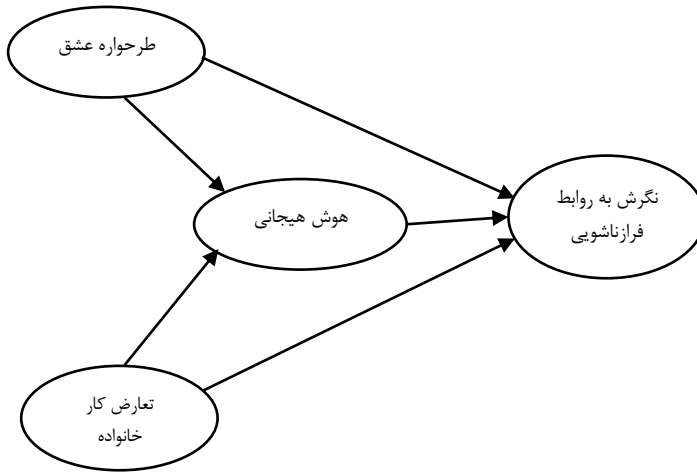 طرحواره عشق
هوش هیجانی
نگرش به روابط
فرازناشویی
تعارض کار
خانواده